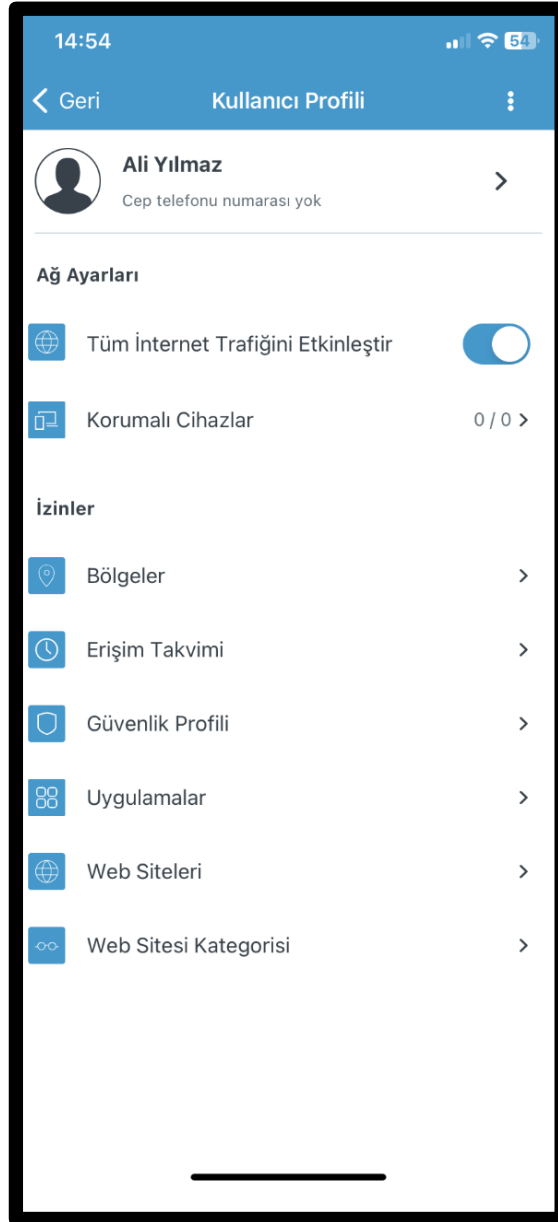 14:54
54
Geri
Kullanıcı Profili
Ali Yılmaz
Cep telefonu numarası yok
Ağ Ayarları
Tüm İnternet Trafiğini Etkinleştir
Korumalı Cihazlar
0 / 0
İzinler
Bölgeler
Erişim Takvimi
Güvenlik Profili
Uygulamalar
Web Siteleri
Web Sitesi Kategorisi